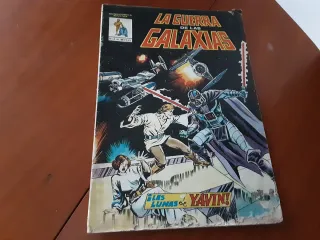 LA GUERRA
DE LAS
GALAXIAS
¡LAS LUNAS DE YAVIN!